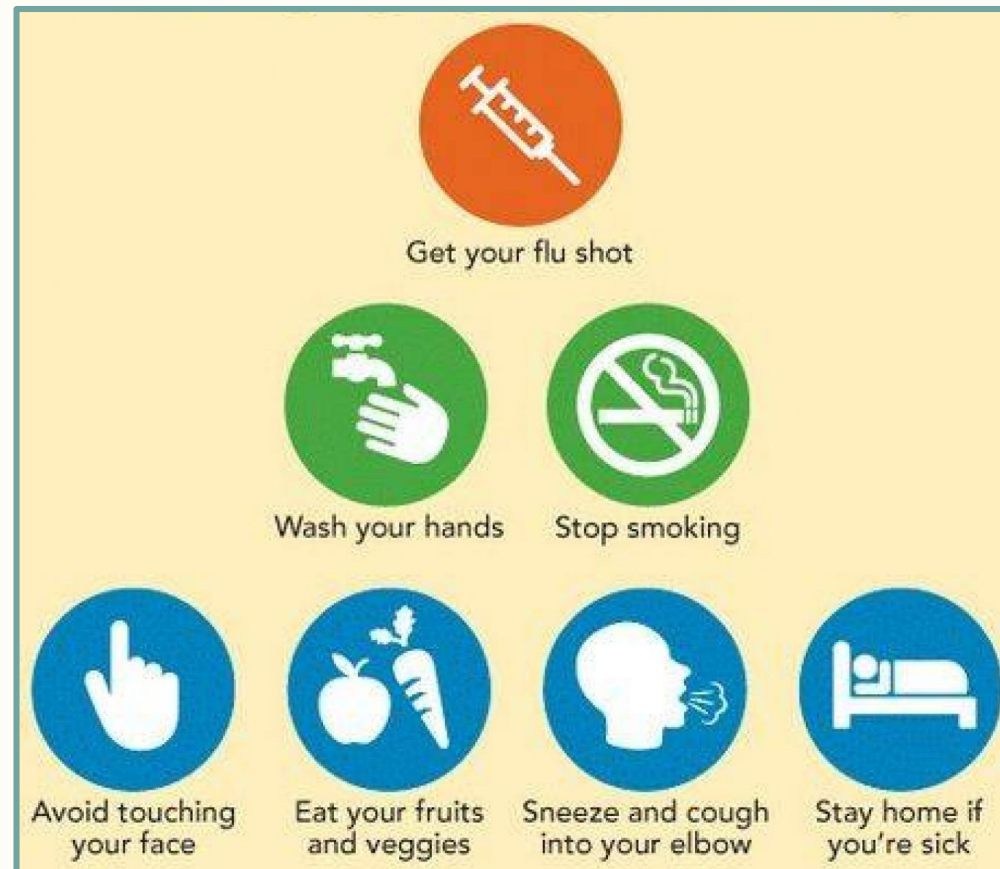 Get your flu shot
Wash your hands
Stop smoking
Avoid touching
your face
Eat your fruits
and veggies
Sneeze and cough
into your elbow
Stay home if
you're sick